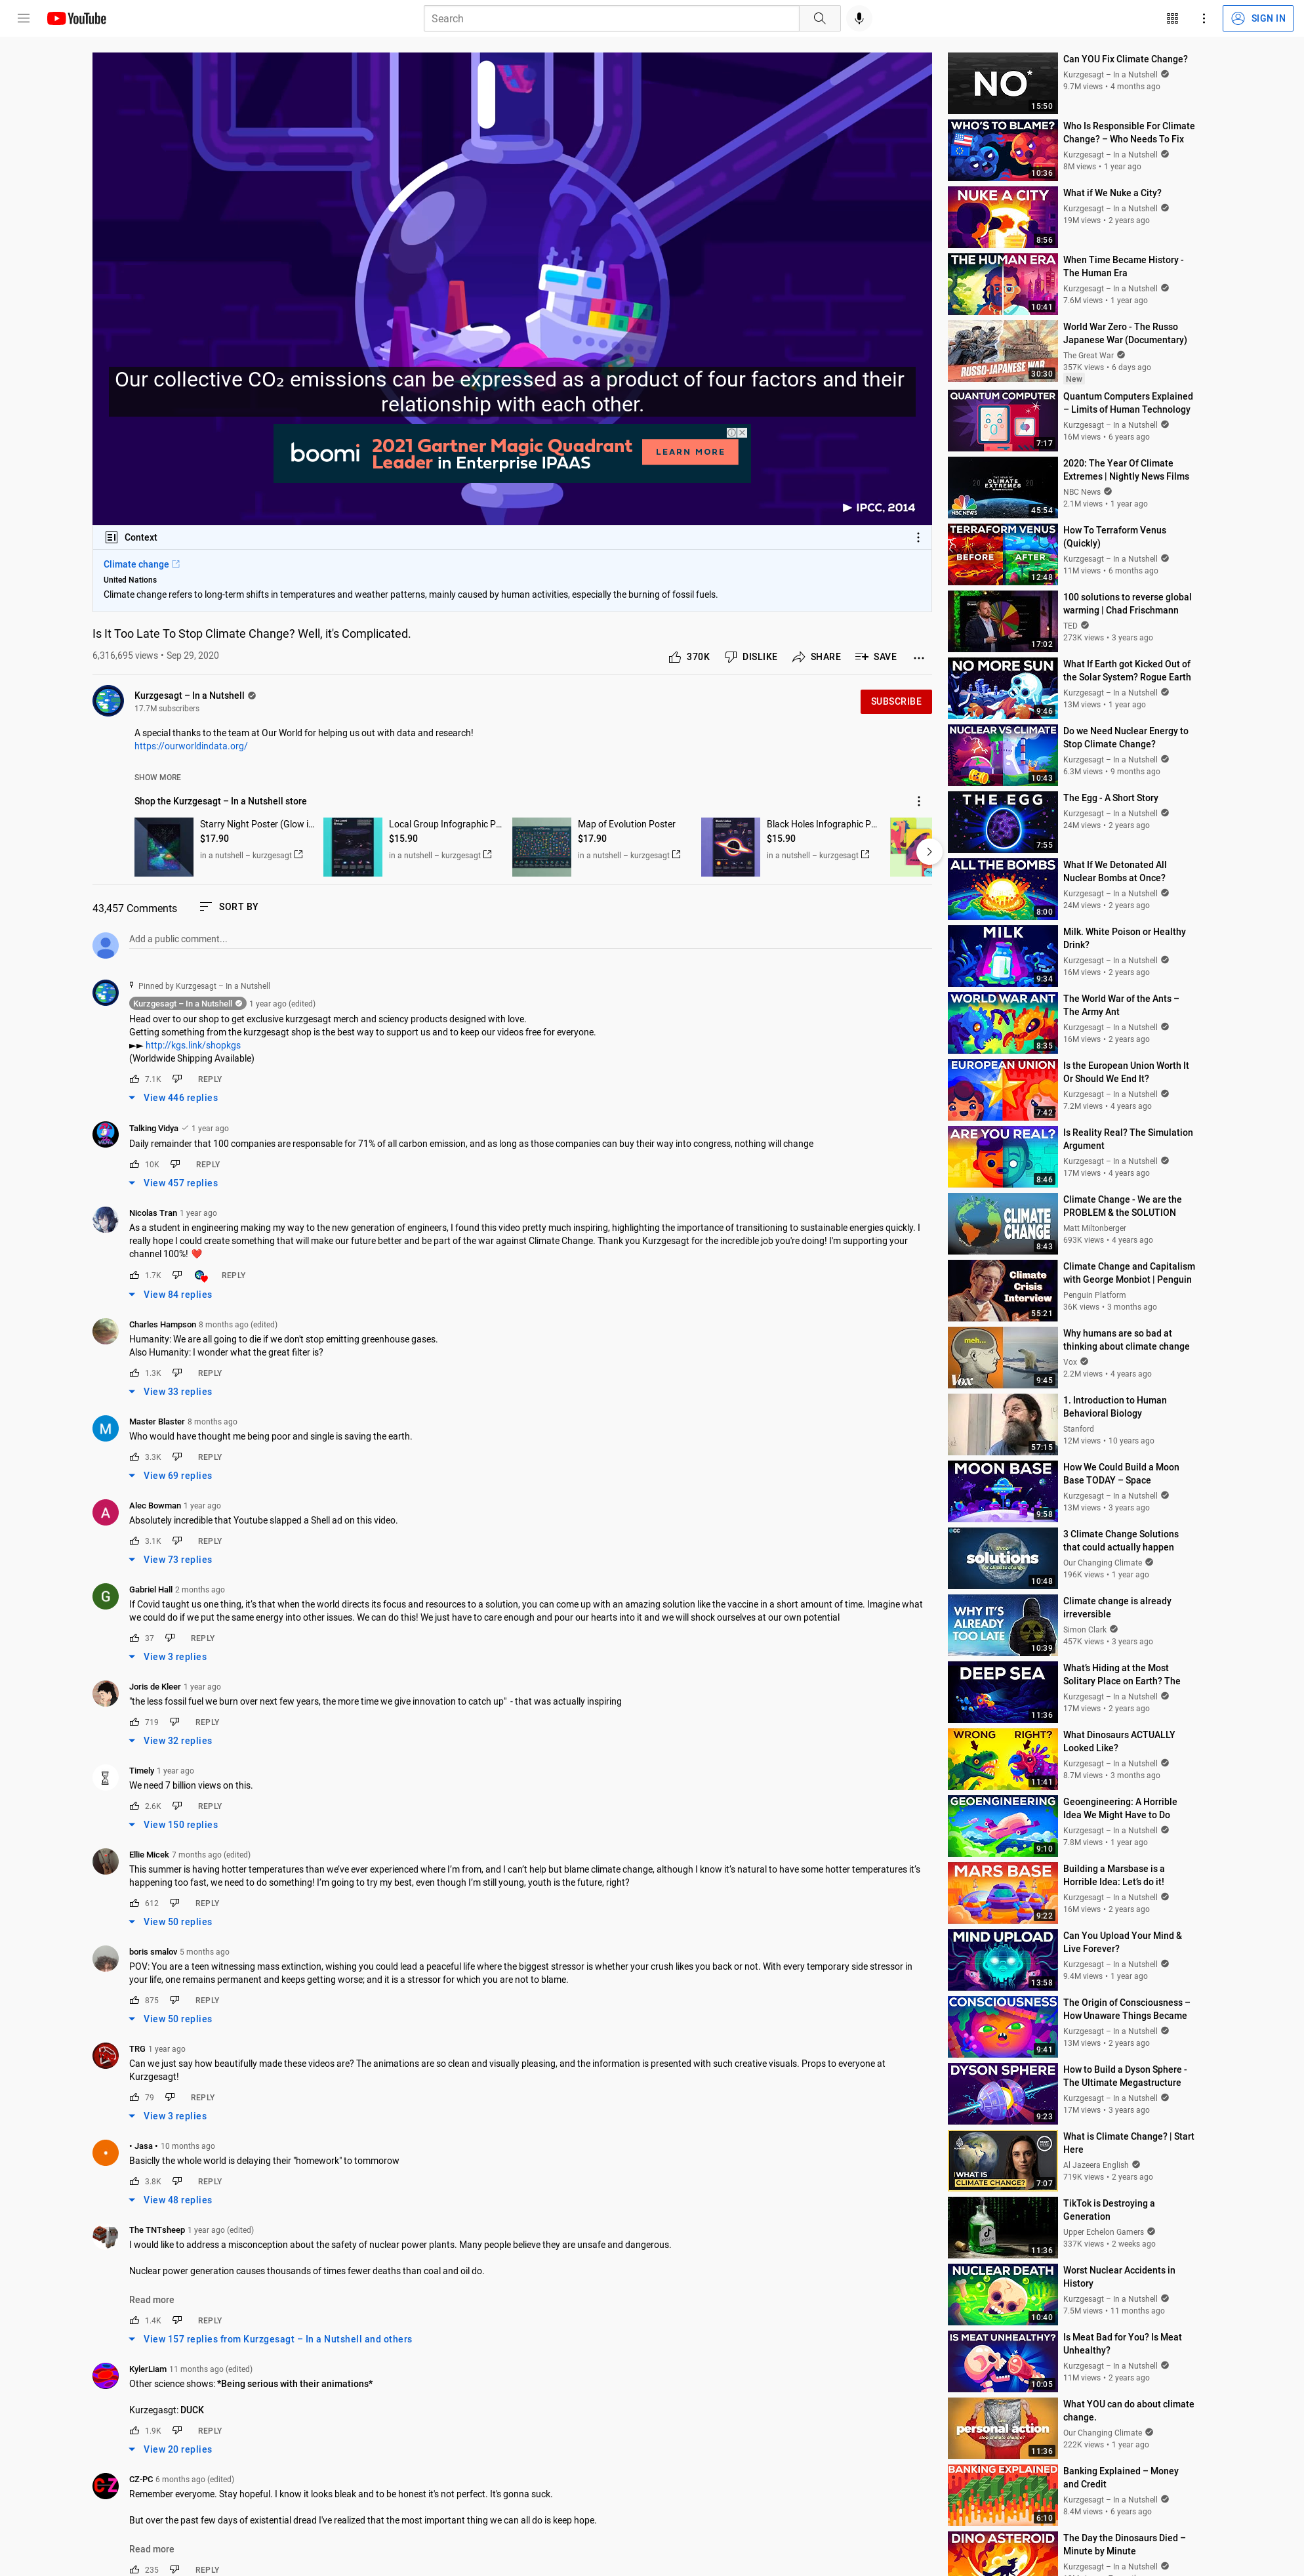 YouTube
Search
SIGN IN
Our collective CO₂ emissions can be expressed as a product of four factors and their
relationship with each other.
boomi
2021 Gartner Magic Quadrant
Leader in Enterprise IPAAS
LEARN MORE
► IPCC, 2014
Context
Climate change
United Nations
Climate change refers to long-term shifts in temperatures and weather patterns, mainly caused by human activities, especially the burning of fossil fuels.
Is It Too Late To Stop Climate Change? Well, it's Complicated.
6,316,695 views • Sep 29, 2020
370K
DISLIKE
SHARE
SAVE
Kurzgesagt – In a Nutshell
17.7M subscribers
SUBSCRIBE
A special thanks to the team at Our World for helping us out with data and research!
https://ourworldindata.org/
SHOW MORE
Shop the Kurzgesagt – In a Nutshell store
Starry Night Poster (Glow i...
$17.90
in a nutshell – kurzgesagt
Local Group Infographic P...
$15.90
in a nutshell – kurzgesagt
Map of Evolution Poster
$17.90
in a nutshell – kurzgesagt
Black Holes Infographic P...
$15.90
in a nutshell – kurzgesagt
43,457 Comments
SORT BY
Add a public comment...
Pinned by Kurzgesagt – In a Nutshell
Kurzgesagt – In a Nutshell 1 year ago (edited)
Head over to our shop to get exclusive kurzgesagt merch and sciency products designed with love.
Getting something from the kurzgesagt shop is the best way to support us and to keep our videos free for everyone.
►► http://kgs.link/shopkgs
(Worldwide Shipping Available)
7.1K REPLY
View 446 replies
Talking Vidya 1 year ago
Daily remainder that 100 companies are responsable for 71% of all carbon emission, and as long as those companies can buy their way into congress, nothing will change
10K REPLY
View 457 replies
Nicolas Tran 1 year ago
As a student in engineering making my way to the new generation of engineers, I found this video pretty much inspiring, highlighting the importance of transitioning to sustainable energies quickly. I
really hope I could create something that will make our future better and be part of the war against Climate Change. Thank you Kurzgesagt for the incredible job you're doing! I'm supporting your
channel 100%! ❤️
1.7K REPLY
View 84 replies
Charles Hampson 8 months ago (edited)
Humanity: We are all going to die if we don't stop emitting greenhouse gases.
Also Humanity: I wonder what the great filter is?
1.3K REPLY
View 33 replies
M
Master Blaster 8 months ago
Who would have thought me being poor and single is saving the earth.
3.3K REPLY
View 69 replies
A
Alec Bowman 1 year ago
Absolutely incredible that Youtube slapped a Shell ad on this video.
3.1K REPLY
View 73 replies
G
Gabriel Hall 2 months ago
If Covid taught us one thing, it's that when the world directs its focus and resources to a solution, you can come up with an amazing solution like the vaccine in a short amount of time. Imagine what
we could do if we put the same energy into other issues. We can do this! We just have to care enough and pour our hearts into it and we will shock ourselves at our own potential
37 REPLY
View 3 replies
Joris de Kleer 1 year ago
"the less fossil fuel we burn over next few years, the more time we give innovation to catch up" - that was actually inspiring
719 REPLY
View 32 replies
Timely 1 year ago
We need 7 billion views on this.
2.6K REPLY
View 150 replies
Ellie Micek 7 months ago (edited)
This summer is having hotter temperatures than we've ever experienced where I'm from, and I can't help but blame climate change, although I know it's natural to have some hotter temperatures it's
happening too fast, we need to do something! I'm going to try my best, even though I'm still young, youth is the future, right?
612 REPLY
View 50 replies
boris smalov 5 months ago
POV: You are a teen witnessing mass extinction, wishing you could lead a peaceful life where the biggest stressor is whether your crush likes you back or not. With every temporary side stressor in
your life, one remains permanent and keeps getting worse; and it is a stressor for which you are not to blame.
875 REPLY
View 50 replies
TRG 1 year ago
Can we just say how beautifully made these videos are? The animations are so clean and visually pleasing, and the information is presented with such creative visuals. Props to everyone at
Kurzgesagt!
79 REPLY
View 3 replies
• Jasa • 10 months ago
Basiclly the whole world is delaying their "homework" to tommorow
3.8K REPLY
View 48 replies
The TNTsheep 1 year ago (edited)
I would like to address a misconception about the safety of nuclear power plants. Many people believe they are unsafe and dangerous.
Nuclear power generation causes thousands of times fewer deaths than coal and oil do.
Read more
1.4K REPLY
View 157 replies from Kurzgesagt – In a Nutshell and others
KylerLiam 11 months ago (edited)
Other science shows: *Being serious with their animations*
Kurzegasgt: DUCK
1.9K REPLY
View 20 replies
CZ
CZ-PC 6 months ago (edited)
Remember everyone. Stay hopeful. I know it looks bleak and to be honest it's not perfect. It's gonna suck.
But over the past few days of existential dread I've realized that the most important thing we can all do is keep hope.
Read more
235 REPLY
NO*
15:50
Can YOU Fix Climate Change?
Kurzgesagt – In a Nutshell
9.7M views • 4 months ago
WHO'S TO BLAME?
10:36
Who Is Responsible For Climate
Change? – Who Needs To Fix
Kurzgesagt – In a Nutshell
8M views • 1 year ago
NUKE A CITY
8:56
What if We Nuke a City?
Kurzgesagt – In a Nutshell
19M views • 2 years ago
THE HUMAN ERA
10:41
When Time Became History -
The Human Era
Kurzgesagt – In a Nutshell
7.6M views • 1 year ago
RUSSO-JAPANESE WAR
30:30
World War Zero - The Russo
Japanese War (Documentary)
The Great War
357K views • 6 days ago
New
QUANTUM COMPUTER
7:17
Quantum Computers Explained
– Limits of Human Technology
Kurzgesagt – In a Nutshell
16M views • 6 years ago
CLIMATE EXTREMES
NBC NEWS
45:54
2020: The Year Of Climate
Extremes | Nightly News Films
NBC News
2.1M views • 1 year ago
TERRAFORM VENUS
BEFORE AFTER
12:48
How To Terraform Venus
(Quickly)
Kurzgesagt – In a Nutshell
11M views • 6 months ago
17:02
100 solutions to reverse global
warming | Chad Frischmann
TED
273K views • 3 years ago
NO MORE SUN
9:46
What If Earth got Kicked Out of
the Solar System? Rogue Earth
Kurzgesagt – In a Nutshell
13M views • 1 year ago
NUCLEAR VS CLIMATE
10:43
Do we Need Nuclear Energy to
Stop Climate Change?
Kurzgesagt – In a Nutshell
6.3M views • 9 months ago
THE EGG
7:55
The Egg - A Short Story
Kurzgesagt – In a Nutshell
24M views • 2 years ago
ALL THE BOMBS
8:00
What If We Detonated All
Nuclear Bombs at Once?
Kurzgesagt – In a Nutshell
24M views • 2 years ago
MILK
9:34
Milk. White Poison or Healthy
Drink?
Kurzgesagt – In a Nutshell
16M views • 2 years ago
WORLD WAR ANT
8:35
The World War of the Ants –
The Army Ant
Kurzgesagt – In a Nutshell
16M views • 2 years ago
EUROPEAN UNION
7:42
Is the European Union Worth It
Or Should We End It?
Kurzgesagt – In a Nutshell
7.2M views • 4 years ago
ARE YOU REAL?
8:46
Is Reality Real? The Simulation
Argument
Kurzgesagt – In a Nutshell
17M views • 4 years ago
CLIMATE CHANGE
8:43
Climate Change - We are the
PROBLEM & the SOLUTION
Matt Miltonberger
693K views • 4 years ago
Climate Crisis Interview
55:21
Climate Change and Capitalism
with George Monbiot | Penguin
Penguin Platform
36K views • 3 months ago
meh...
Vox
9:45
Why humans are so bad at
thinking about climate change
Vox
2.2M views • 4 years ago
57:15
1. Introduction to Human
Behavioral Biology
Stanford
12M views • 10 years ago
MOON BASE
9:58
How We Could Build a Moon
Base TODAY – Space
Kurzgesagt – In a Nutshell
13M views • 3 years ago
solutions
10:48
3 Climate Change Solutions
that could actually happen
Our Changing Climate
196K views • 1 year ago
WHY IT'S ALREADY TOO LATE
10:39
Climate change is already
irreversible
Simon Clark
457K views • 3 years ago
DEEP SEA
11:36
What's Hiding at the Most
Solitary Place on Earth? The
Kurzgesagt – In a Nutshell
17M views • 2 years ago
WRONG RIGHT?
11:41
What Dinosaurs ACTUALLY
Looked Like?
Kurzgesagt – In a Nutshell
8.7M views • 3 months ago
GEOENGINEERING
9:10
Geoengineering: A Horrible
Idea We Might Have to Do
Kurzgesagt – In a Nutshell
7.8M views • 1 year ago
MARS BASE
9:22
Building a Marsbase is a
Horrible Idea: Let's do it!
Kurzgesagt – In a Nutshell
16M views • 2 years ago
MIND UPLOAD
13:58
Can You Upload Your Mind &
Live Forever?
Kurzgesagt – In a Nutshell
9.4M views • 1 year ago
CONSCIOUSNESS
9:41
The Origin of Consciousness –
How Unaware Things Became
Kurzgesagt – In a Nutshell
13M views • 2 years ago
DYSON SPHERE
9:23
How to Build a Dyson Sphere -
The Ultimate Megastructure
Kurzgesagt – In a Nutshell
17M views • 3 years ago
WHAT IS CLIMATE CHANGE?
7:07
What is Climate Change? | Start
Here
Al Jazeera English
719K views • 2 years ago
11:36
TikTok is Destroying a
Generation
Upper Echelon Gamers
337K views • 2 weeks ago
NUCLEAR DEATH
10:40
Worst Nuclear Accidents in
History
Kurzgesagt – In a Nutshell
7.5M views • 11 months ago
IS MEAT UNHEALTHY?
10:05
Is Meat Bad for You? Is Meat
Unhealthy?
Kurzgesagt – In a Nutshell
11M views • 2 years ago
personal action
11:36
What YOU can do about climate
change.
Our Changing Climate
222K views • 1 year ago
BANKING EXPLAINED
6:10
Banking Explained – Money
and Credit
Kurzgesagt – In a Nutshell
8.4M views • 6 years ago
DINO ASTEROID
The Day the Dinosaurs Died –
Minute by Minute
Kurzgesagt – In a Nutshell